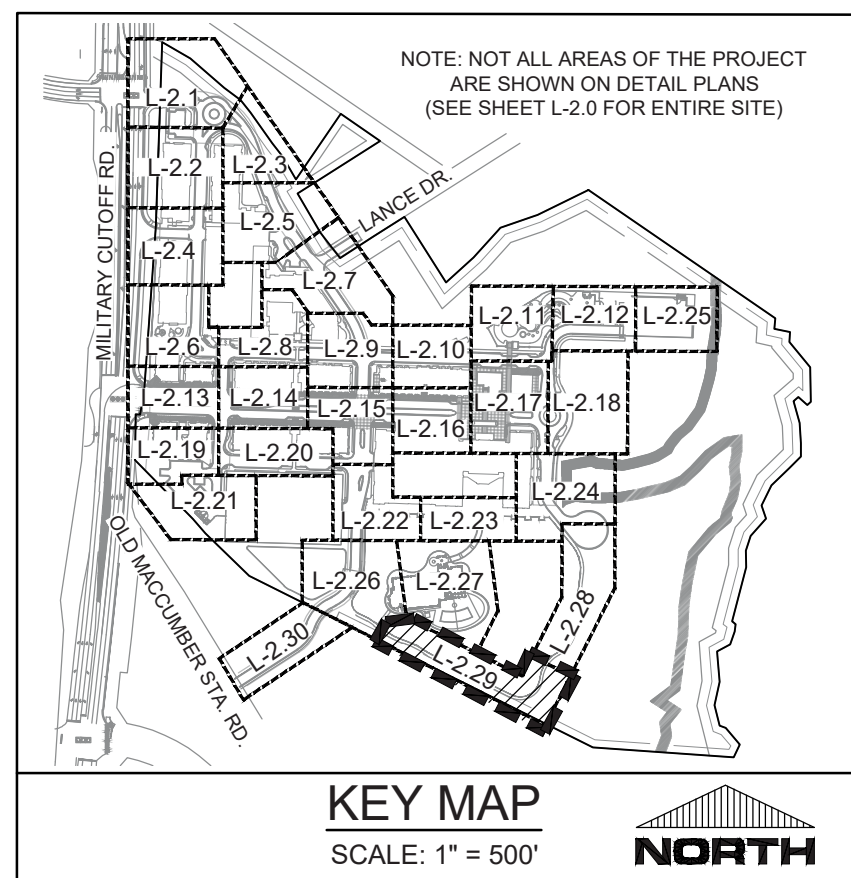 NOTE: NOT ALL AREAS OF THE PROJECT
ARE SHOWN ON DETAIL PLANS
(SEE SHEET L-2.0 FOR ENTIRE SITE)
MILITARY CUTOFF RD.
LANCE DR.
OLD MACCUMBER STA. RD.
L-2.1
L-2.2
L-2.3
L-2.4
L-2.5
L-2.7
L-2.11
L-2.12
L-2.25
L-2.6
L-2.8
L-2.9
L-2.10
L-2.13
L-2.14
L-2.15
L-2.16
L-2.17
L-2.18
L-2.19
L-2.20
L-2.21
L-2.22
L-2.23
L-2.24
L-2.26
L-2.27
L-2.28
L-2.29
L-2.30
KEY MAP
SCALE: 1" = 500'
NORTH